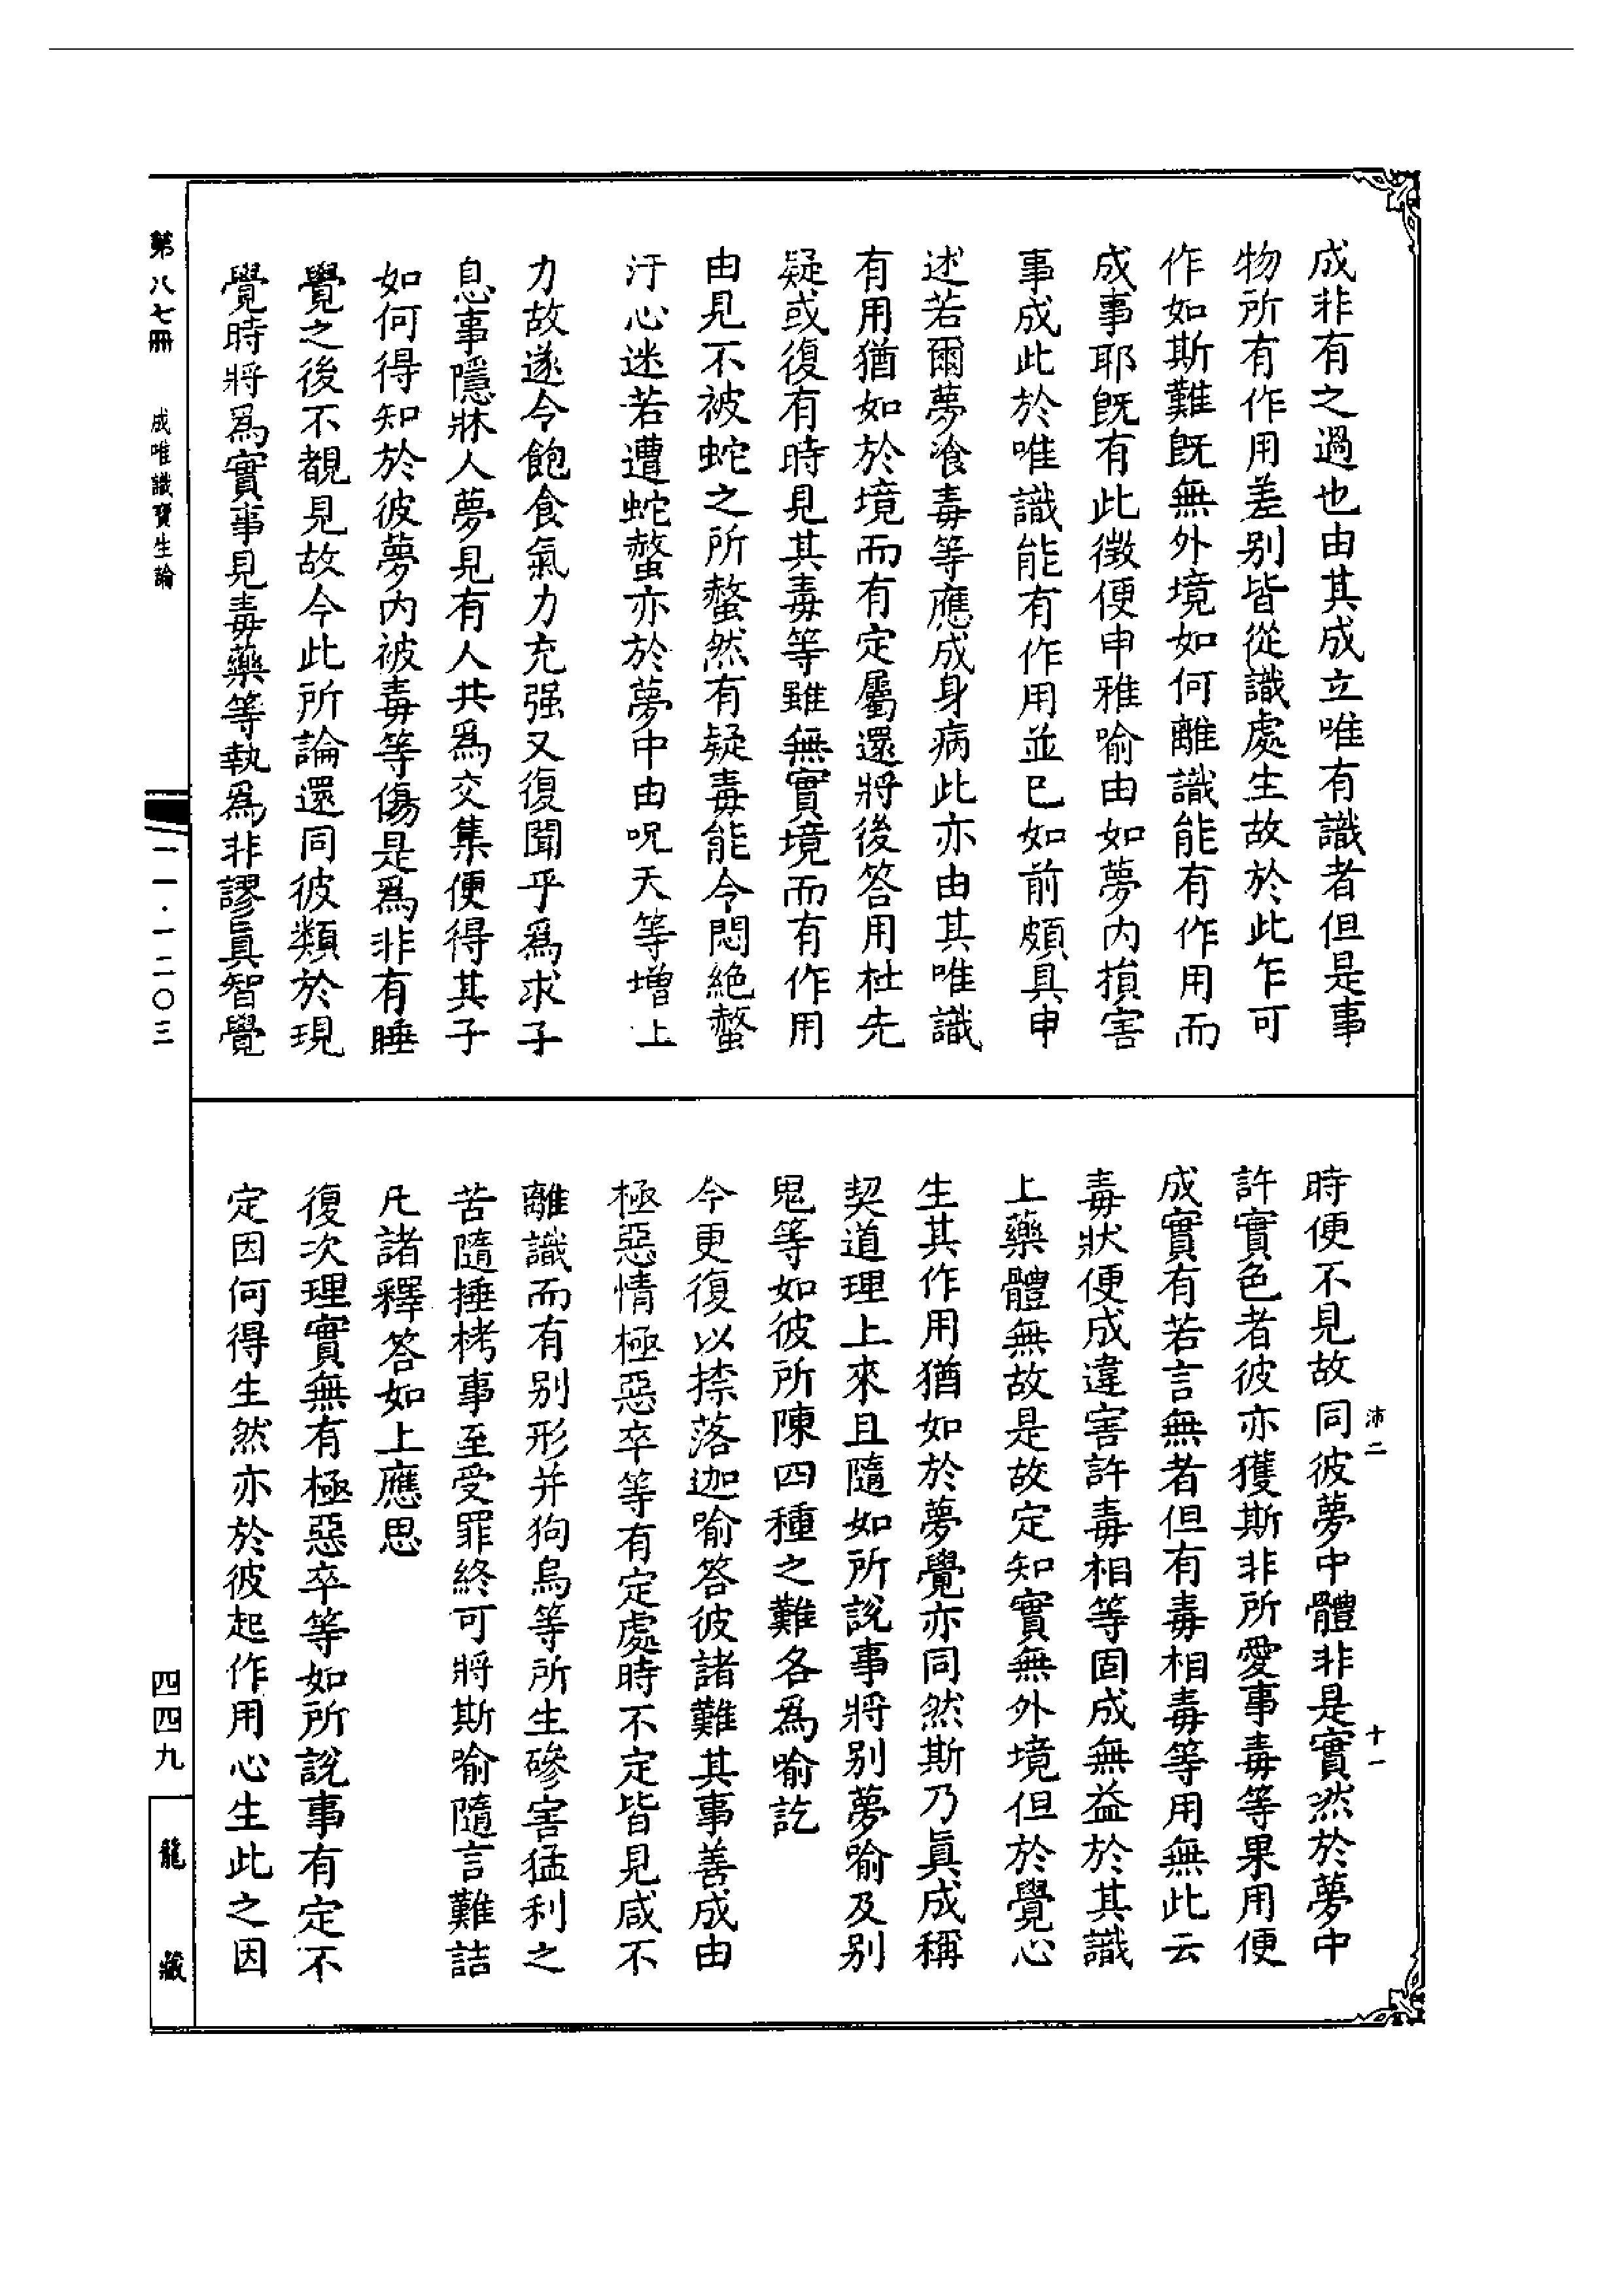 成非有之過也由其成立唯有識者但是事
物所有作用差别皆從識處生故於此乍可
作如斯難旣無外境如何離識能有作用而
成事耶旣有此徵便申雅喻由如夢内損害
事成此於唯識能有作用並已如前頗具申
述若爾夢飡毒等應成身病此亦由其唯識
有用猶如於境而有定屬還將後答用杜先
疑或復有時見其毒等雖無實境而有作用
由見不被蛇之所螫然有疑毒能令悶絶螫
汙心迷若遭蛇螫亦於夢中由呪天等增上
力故遂令飽食氣力充强又復聞乎爲求子
息事隱牀人夢見有人共爲交集便得其子
如何得知於彼夢内被毒等傷是爲非有睡
覺之後不覩見故今此所論還同彼類於現
覺時將爲實事見毒藥等執爲非謬眞智覺
時便不見故同彼夢中體非是實然於夢中
許實色者彼亦獲斯非所愛事毒等果用便
成實有若言無者但有毒相毒等用無此云
毒狀便成違害許毒相等固成無益於其識
上藥體無故是故定知實無外境但於覺心
生其作用猶如於夢覺亦同然斯乃眞成稱
契道理上來且隨如所說事將别夢喻及别
鬼等如彼所陳四種之難各爲喻訖
今更復以捺落迦喻答彼諸難其事善成由
極惡情極惡卒等有定處時不定皆見咸不
離識而有别形并狗烏等所生磣害猛利之
苦隨捶栲事至受罪終可將斯喻隨言難詰
凡諸釋答如上應思
復次理實無有極惡卒等如所說事有定不
定因何得生然亦於彼起作用心生此之因
沛二
十一
第八七冊
成唯識寶生論
一一一·一二〇三
四四九
龍藏